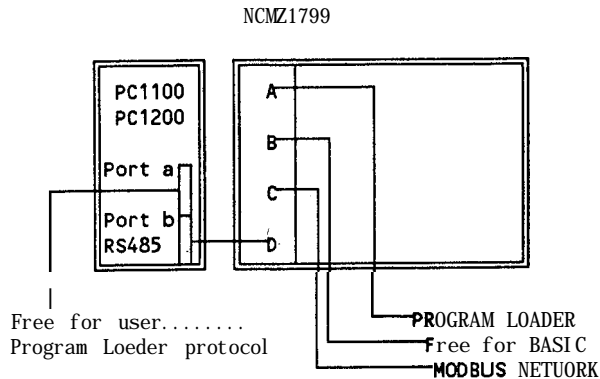 NCMZ1799
PC1100
PC1200
Port a
Port b
RS485
A
B
C
D
Free for user........
Program Loeder protocol
PROGRAM LOADER
Free for BASIC
MODBUS NETUORK